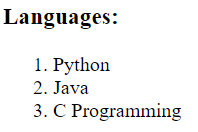 Languages:
1. Python
2. Java
3. C Programming